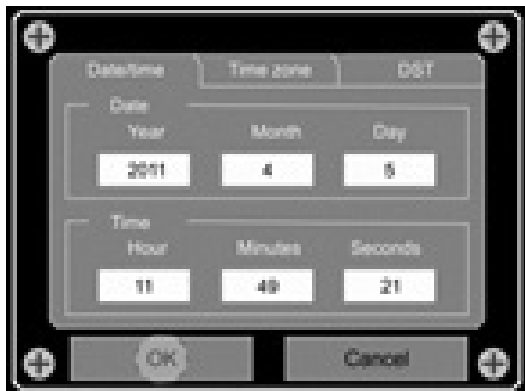 Date/time Time zone DST
Date
Year Month Day
2011 4 5
Time
Hour Minutes Seconds
11 49 21
OK Cancel